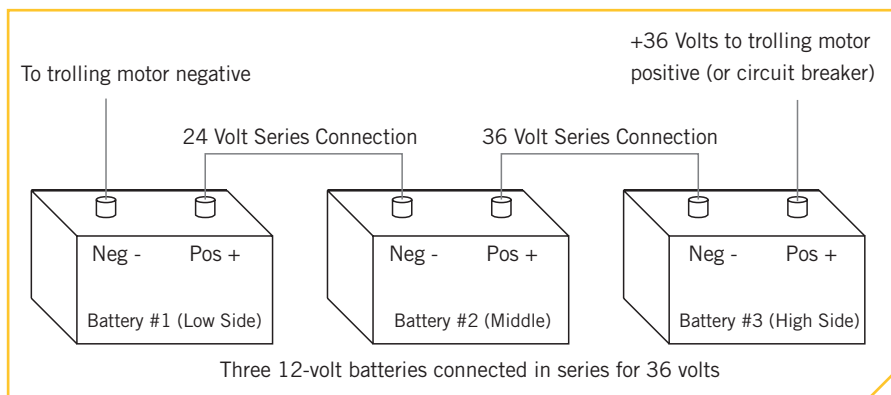 +36 Volts to trolling motor
positive (or circuit breaker)
To trolling motor negative
24 Volt Series Connection
36 Volt Series Connection
Neg -
Pos +
Neg -
Pos +
Neg -
Pos +
Battery #1 (Low Side)
Battery #2 (Middle)
Battery #3 (High Side)
Three 12-volt batteries connected in series for 36 volts